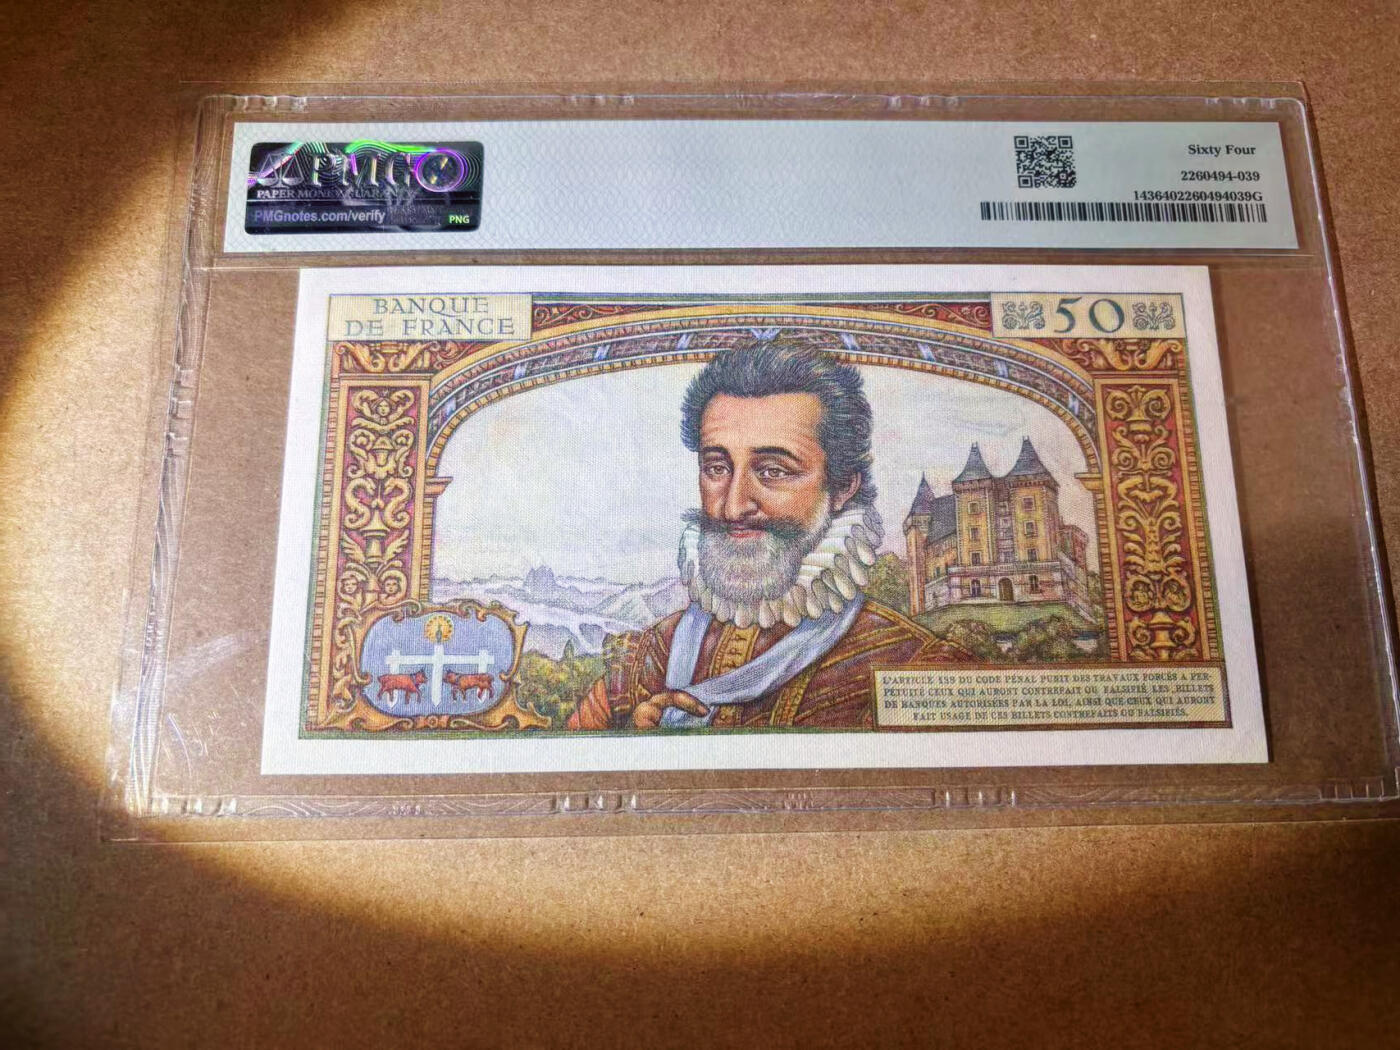 PMG
PAPER MONEY GUARANTY
PMGnotes.com/verify
PNG
Sixty Four
2260494-039
1436402260494039G
BANQUE
DE FRANCE
50
L'ARTICLE 139 DU CODE PÉNAL PUNIT DES TRAVAUX FORCÉS A PER-
PÉTUITÉ CEUX QUI AURONT CONTREFAIT OU FALSIFIÉ LES BILLETS
DE BANQUES AUTORISÉES PAR LA LOI, AINSI QUE CEUX QUI AURONT
FAIT USAGE DE CES BILLETS CONTREFAITS OU FALSIFIÉS.